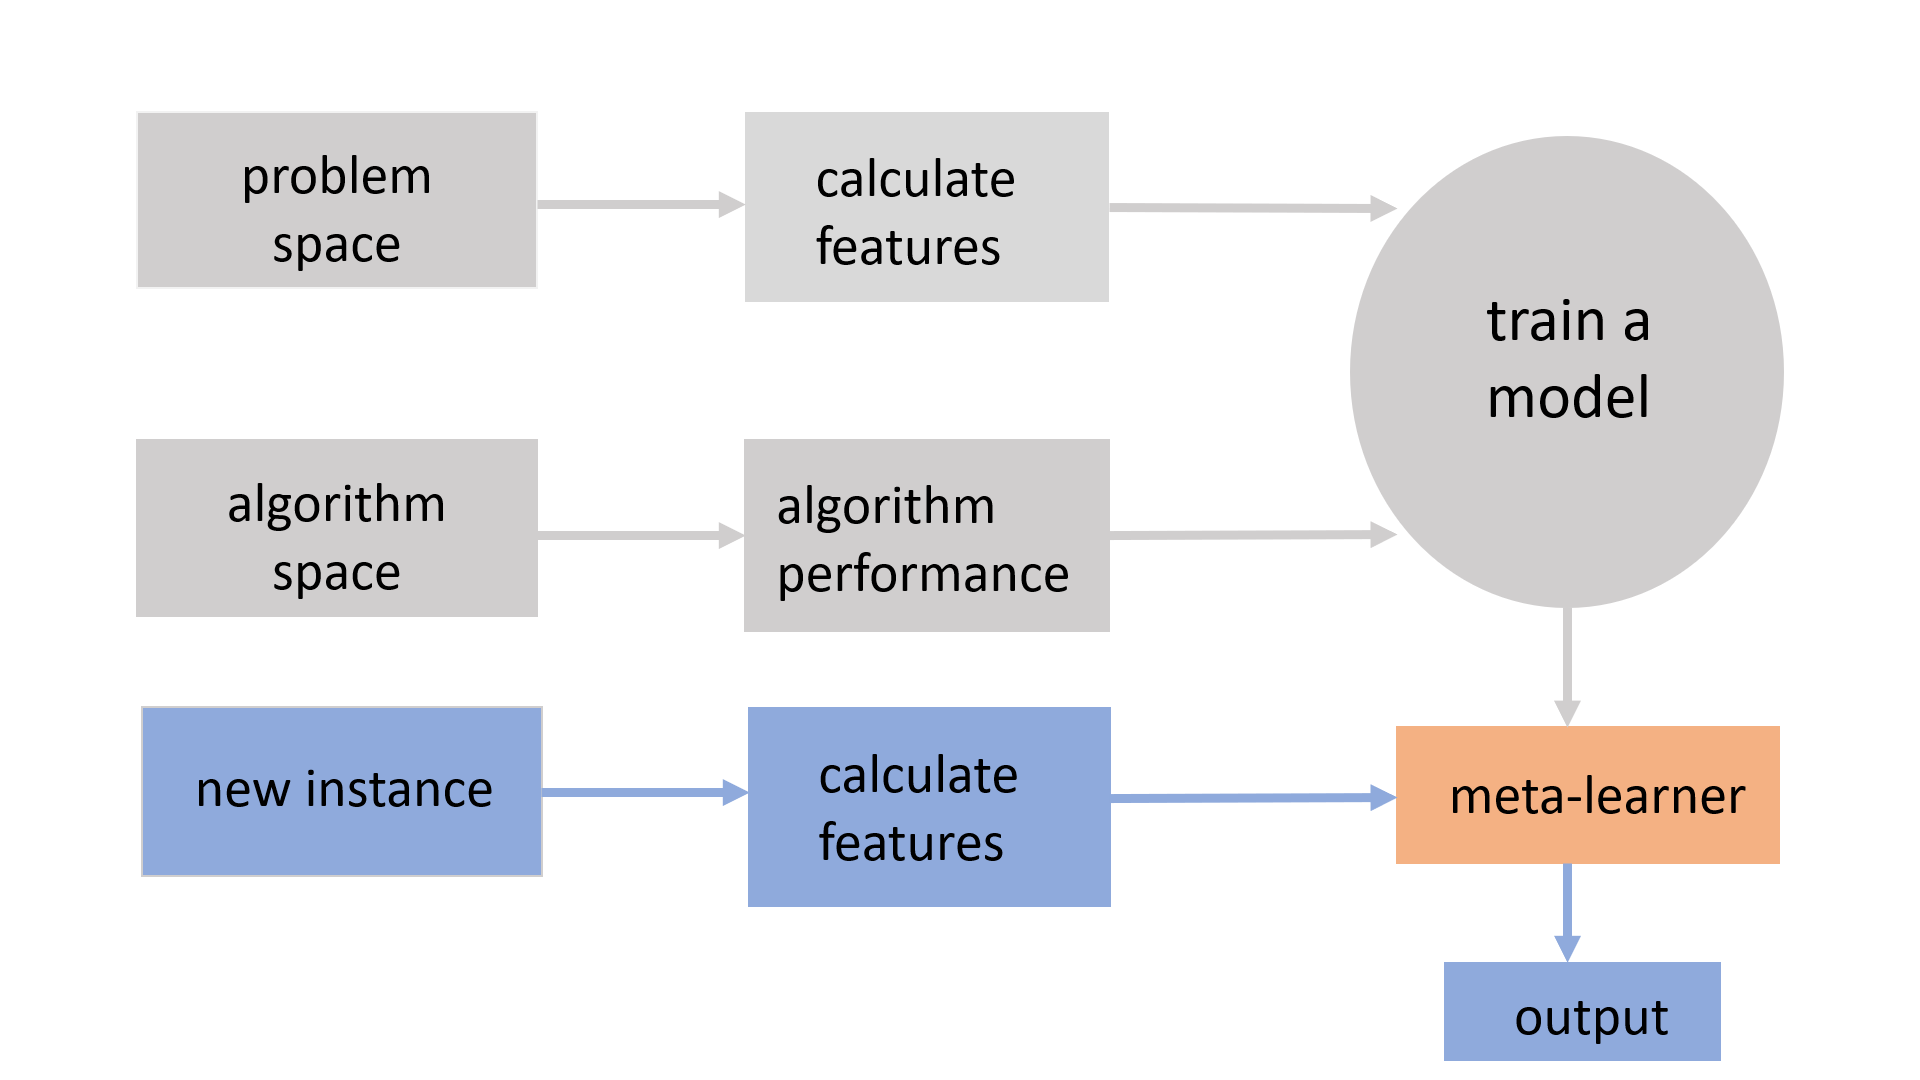 problem
space
calculate
features
train a
model
algorithm
space
algorithm
performance
new instance
calculate
features
meta-learner
output